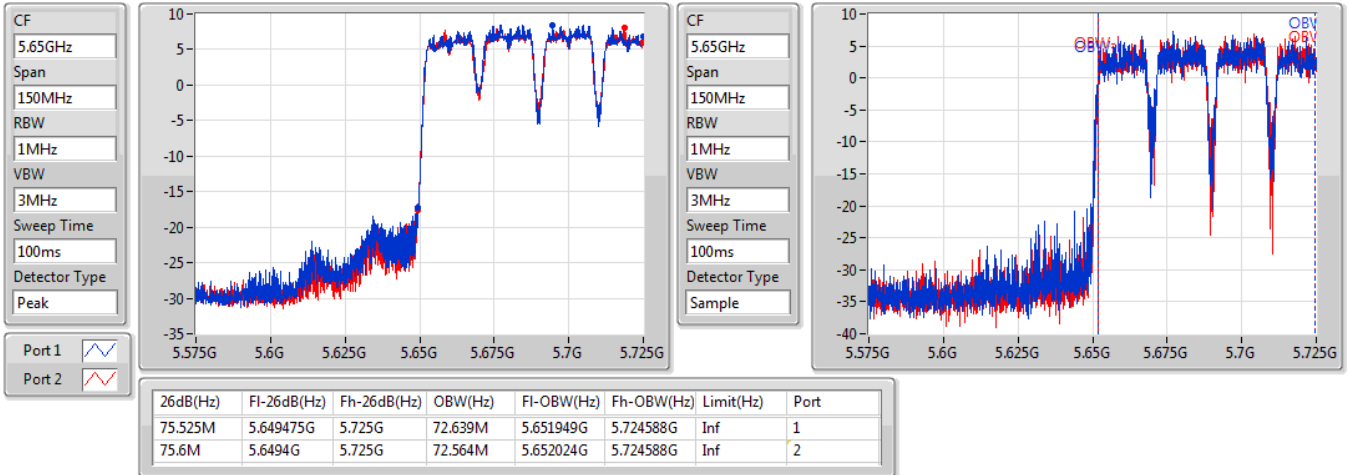 CF
5.65GHz
Span
150MHz
RBW
1MHz
VBW
3MHz
Sweep Time
100ms
Detector Type
Peak
Port 1
Port 2
10
5
0
-5
-10
-15
-20
-25
-30
-35
5.575G 5.6G 5.625G 5.65G 5.675G 5.7G 5.725G
CF
5.65GHz
Span
150MHz
RBW
1MHz
VBW
3MHz
Sweep Time
100ms
Detector Type
Sample
10
5
0
-5
-10
-15
-20
-25
-30
-35
-40
OBW
OBW
OBV
OBV
5.575G 5.6G 5.625G 5.65G 5.675G 5.7G 5.725G
26dB(Hz) Fl-26dB(Hz) Fh-26dB(Hz) OBW(Hz) Fl-OBW(Hz) Fh-OBW(Hz) Limit(Hz) Port
75.525M 5.649475G 5.725G 72.639M 5.651949G 5.724588G Inf 1
75.6M 5.6494G 5.725G 72.564M 5.652024G 5.724588G Inf 2